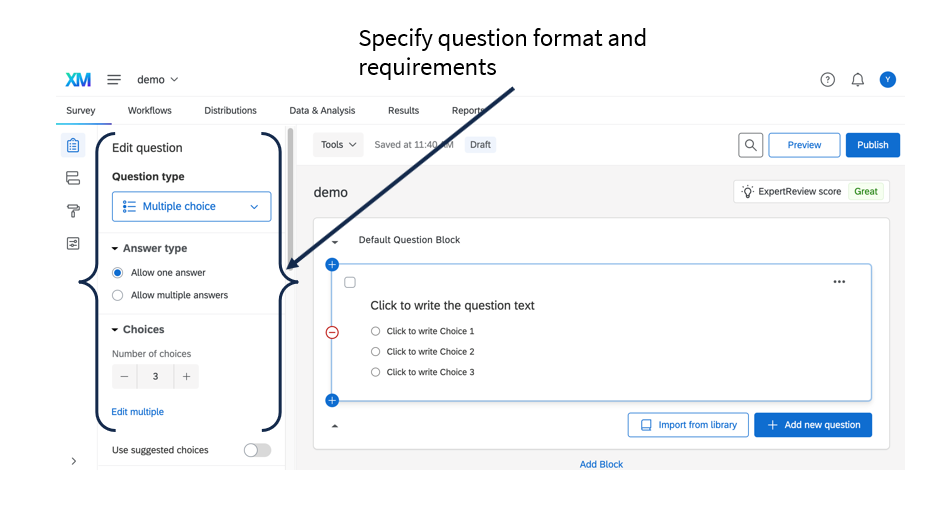 Specify question format and
requirements
XM
demo
Y
Survey
Workflows
Distributions
Data & Analysis
Results
Reports
Edit question
Question type
Multiple choice
Answer type
Allow one answer
Allow multiple answers
Choices
Number of choices
3
Edit multiple
Use suggested choices
Tools
Saved at 11:40 AM
Draft
Preview
Publish
demo
ExpertReview score
Great
Default Question Block
Click to write the question text
Click to write Choice 1
Click to write Choice 2
Click to write Choice 3
Import from library
Add new question
Add Block